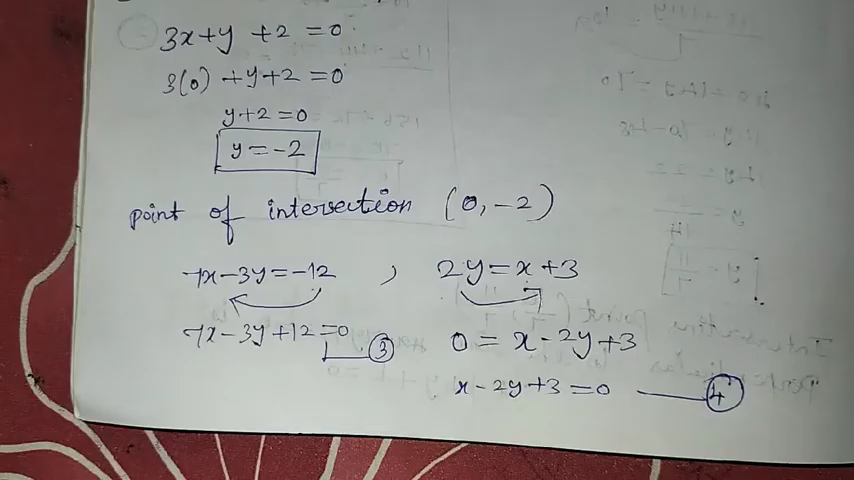 3x+y+2=0
3(0)+y+2=0
y+2=0
y=-2
point of intersection (0,-2)
7x-3y=-12 , 2y=x+3
7x-3y+12=0 ③ 0=x-2y+3
x-2y+3=0 ④